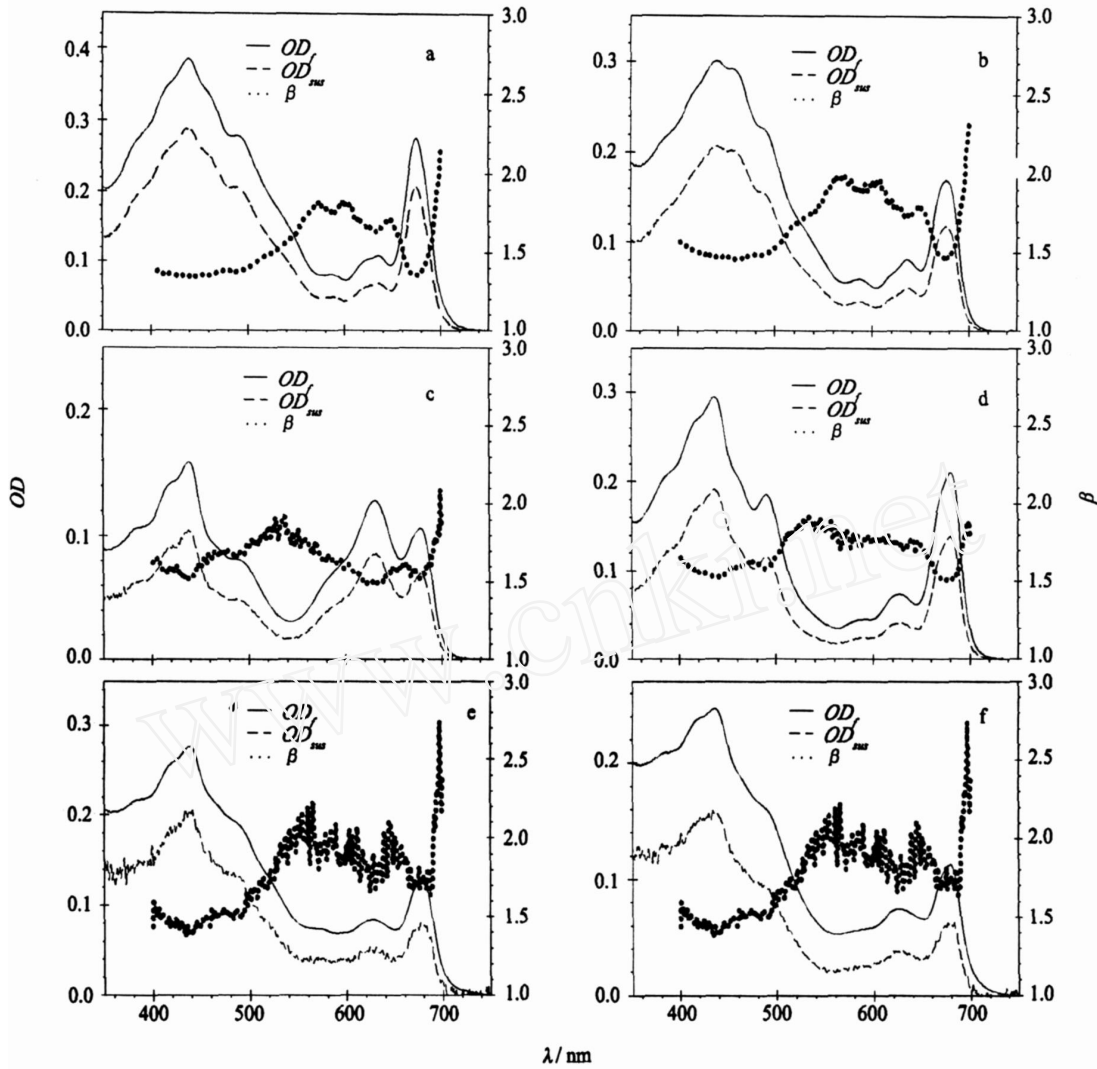 3.0 3.0
0.4 a 0.3 b
OD_f OD_f
OD_sus OD_sus
β β
2.5 2.5
0.3
2.0 0.2 2.0
0.2
1.5 0.1 1.5
0.1
0.0 1.0 0.0 1.0
3.0 3.0
c d
OD_f 0.3 OD_f
0.2 OD_sus OD_sus
β β
2.5 2.5
OD 2.0 0.2 2.0 β
0.1
1.5 0.1 1.5
0.0 1.0 0.0 1.0
www.cnki.net
3.0 3.0
e f
0.3 OD OD_f
OD_sus OD_sus
β β
2.5 0.2 2.5
0.2 2.0 2.0
0.1 1.5 0.1 1.5
0.0 1.0 0.0 1.0
400 500 600 700 400 500 600 700
λ / nm